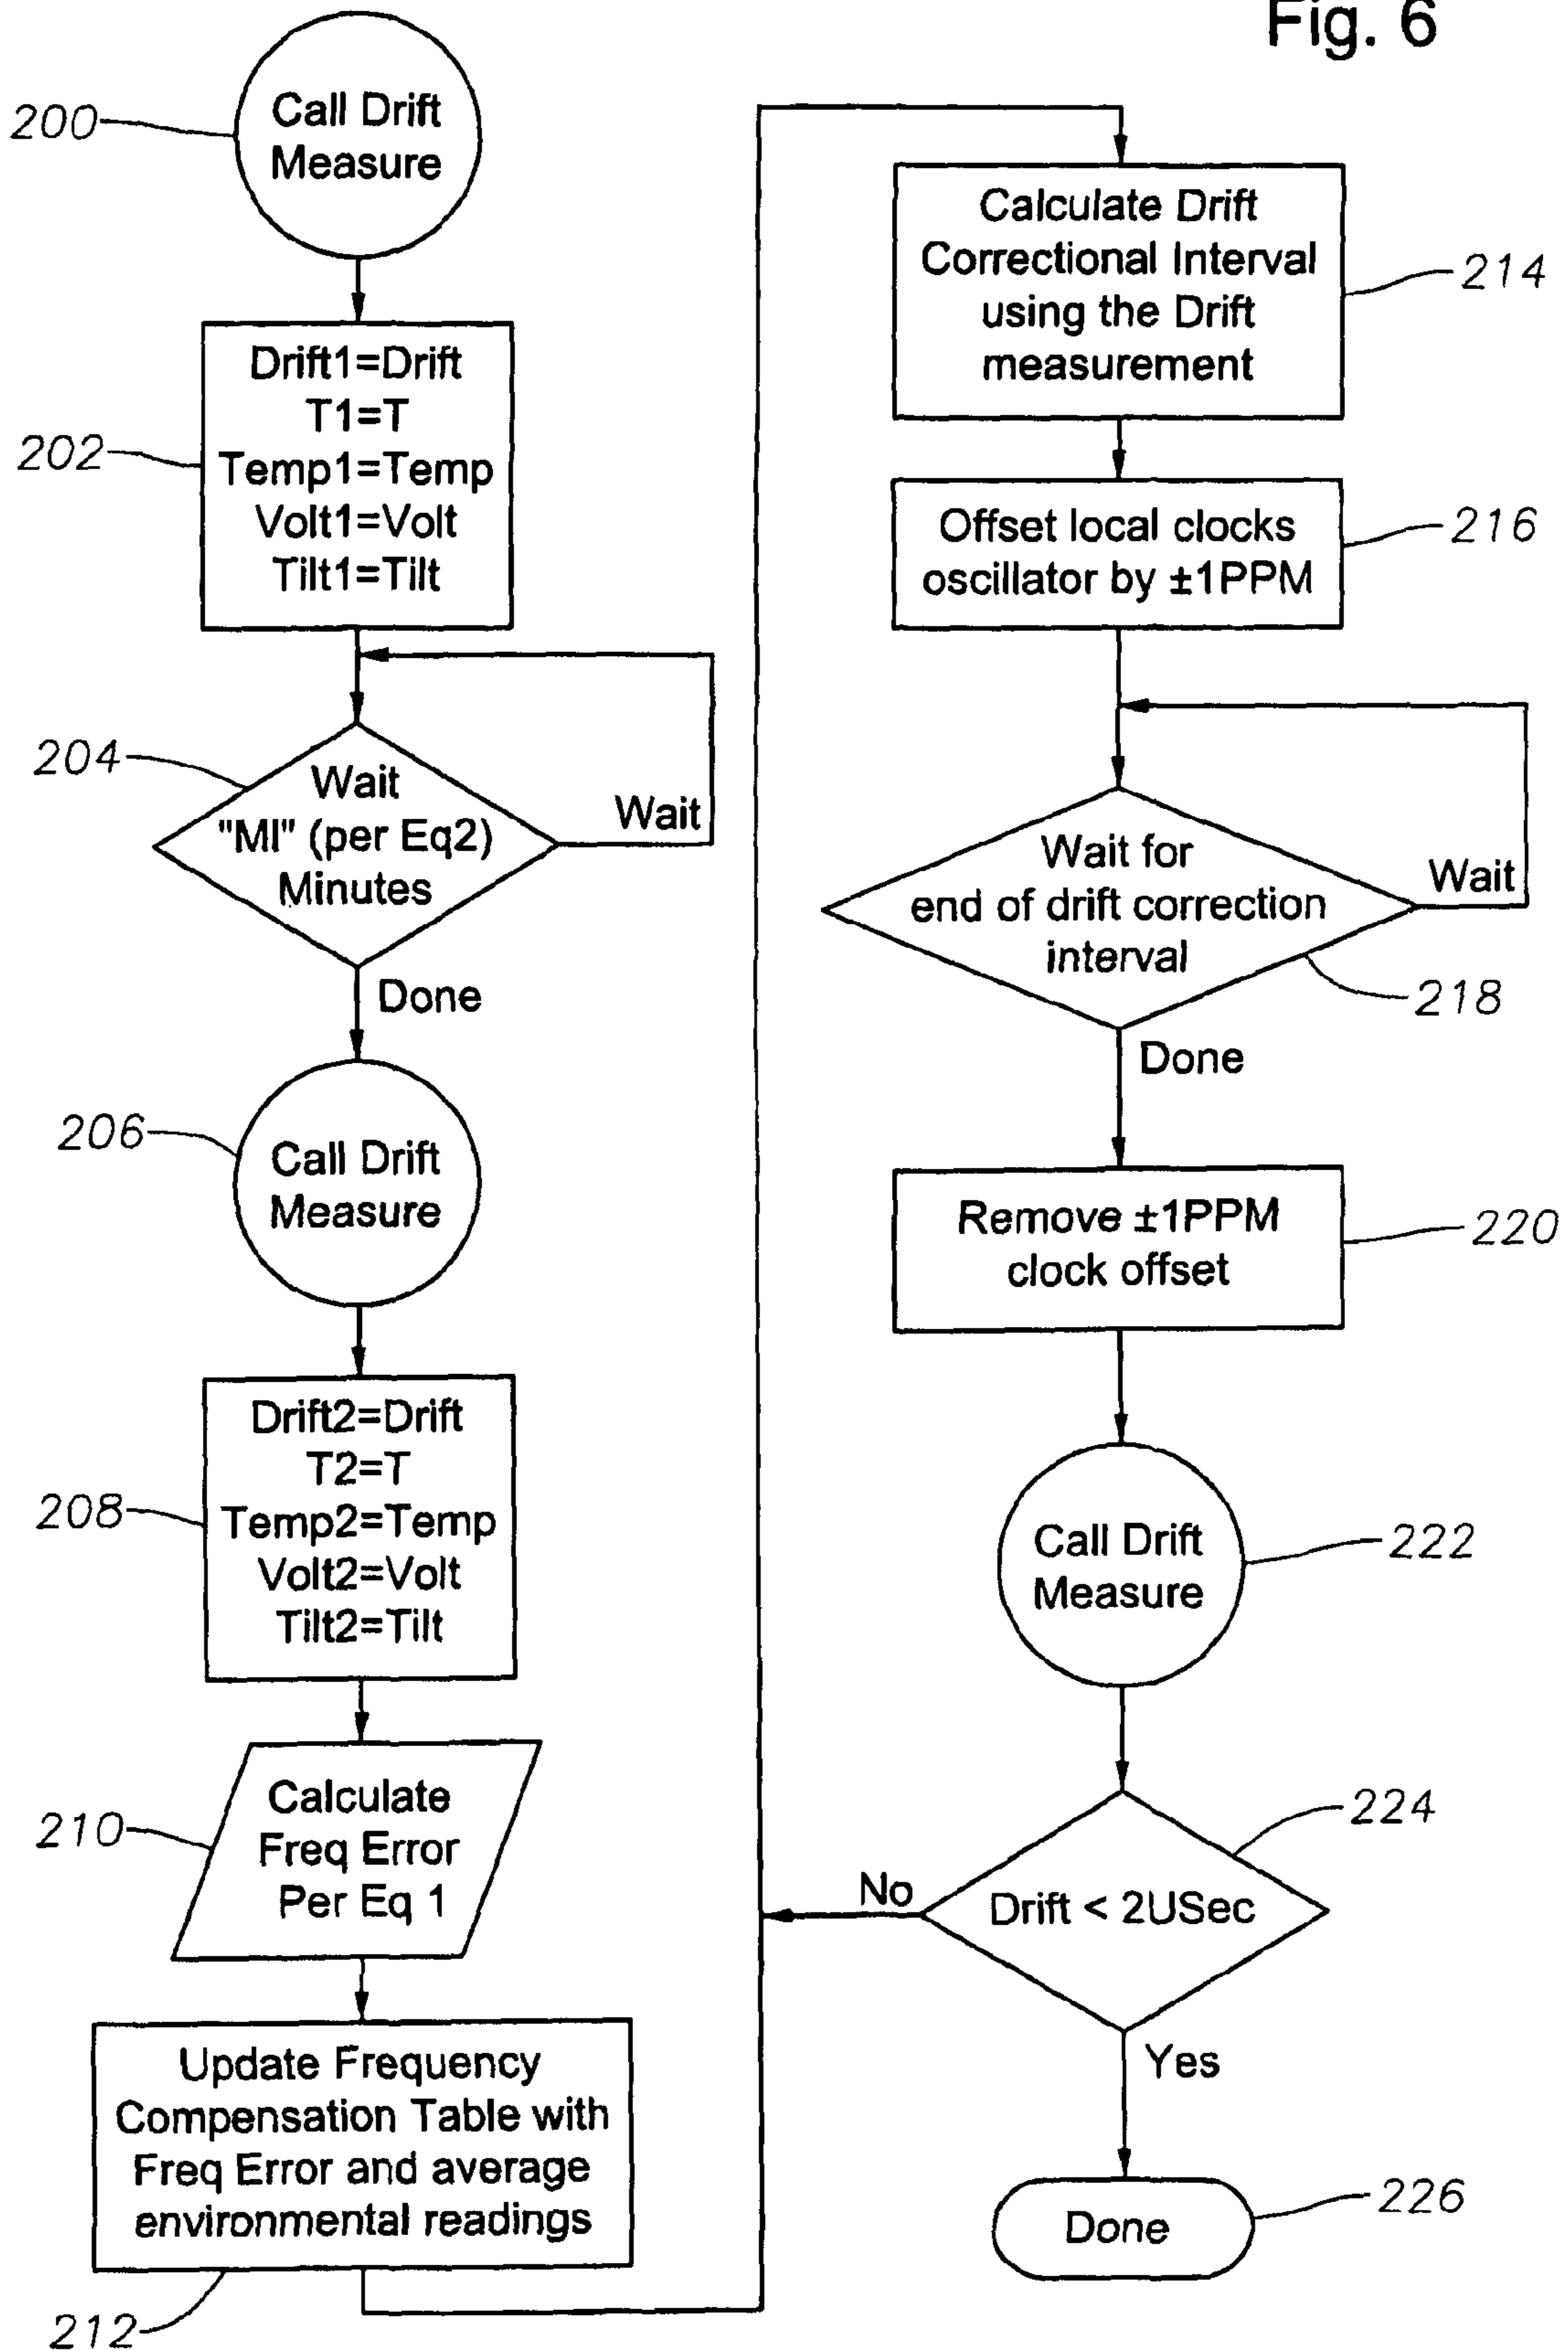 Fig. 6
200
Call Drift
Measure
202
Drift1=Drift
T1=T
Temp1=Temp
Volt1=Volt
Tilt1=Tilt
204
Wait
"MI" (per Eq2)
Minutes
Wait
Done
206
Call Drift
Measure
208
Drift2=Drift
T2=T
Temp2=Temp
Volt2=Volt
Tilt2=Tilt
210
Calculate
Freq Error
Per Eq 1
Update Frequency
Compensation Table with
Freq Error and average
environmental readings
212
Calculate Drift
Correctional Interval
using the Drift
measurement
214
Offset local clocks
oscillator by ±1PPM
216
Wait for
end of drift correction
interval
Wait
218
Done
Remove ±1PPM
clock offset
220
Call Drift
Measure
222
224
Drift < 2USec
No
Yes
Done
226